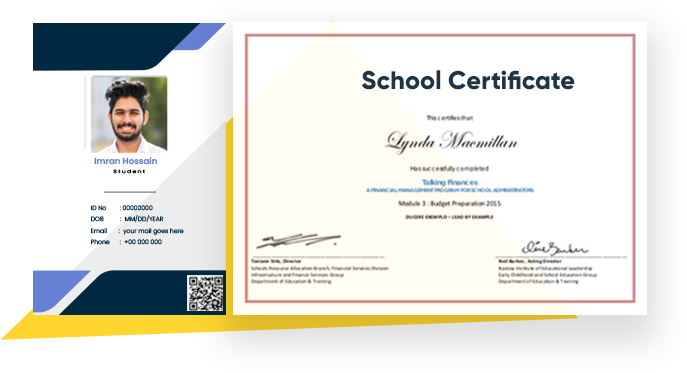 Imran Hossain
Student
ID No : 00000000
DOB : MM/DD/YEAR
Email : your mail goes here
Phone : +00 000 000
School Certificate
This certifies that
Lynda Macmillan
Has successfully completed
Talking Finances
A FINANCIAL MANAGEMENT PROGRAM FOR SCHOOL ADMINISTRATORS
Module 3 : Budget Preparation 2015
DUCERE EXEMPLO – LEAD BY EXAMPLE
Director
Schools Resource Allocation Branch, Financial Services Division
Infrastructure and Finance Services Group
Department of Education & Training
Neil Barker, Acting Director
Bastow Institute of Educational Leadership
Early Childhood and School Education Group
Department of Education & Training